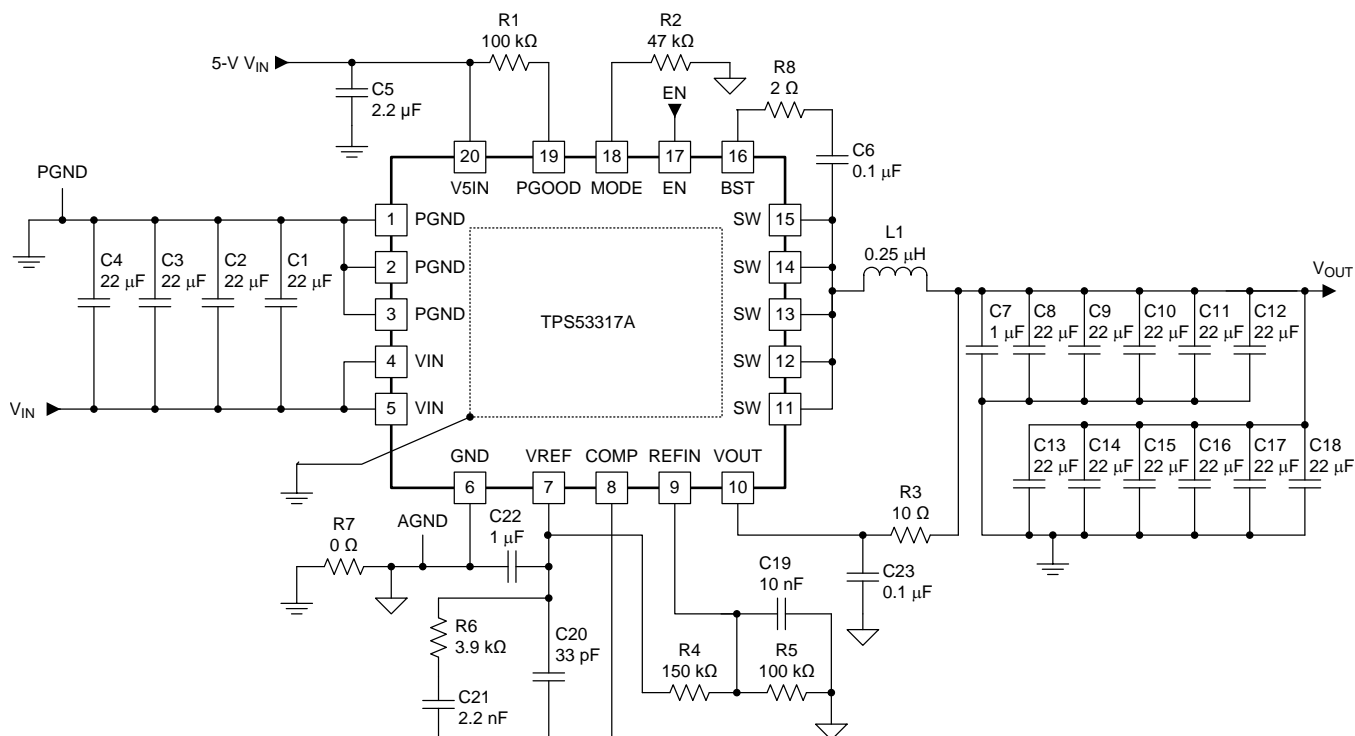 R1
100 kΩ
R2
47 kΩ
5-V VIN
C5
2.2 µF
EN
R8
2 Ω
C6
0.1 µF
20
19
18
17
16
V5IN
PGOOD
MODE
EN
BST
PGND
1
PGND
2
PGND
3
PGND
4
VIN
5
VIN
C4
22 µF
C3
22 µF
C2
22 µF
C1
22 µF
VIN
TPS53317A
SW
15
SW
14
SW
13
SW
12
SW
11
L1
0.25 µH
VOUT
C7
1 µF
C8
22 µF
C9
22 µF
C10
22 µF
C11
22 µF
C12
22 µF
C13
22 µF
C14
22 µF
C15
22 µF
C16
22 µF
C17
22 µF
C18
22 µF
GND
VREF
COMP
REFIN
VOUT
6
7
8
9
10
R3
10 Ω
AGND
R7
0 Ω
C22
1 µF
C19
10 nF
C23
0.1 µF
R6
3.9 kΩ
C20
33 pF
R4
150 kΩ
R5
100 kΩ
C21
2.2 nF